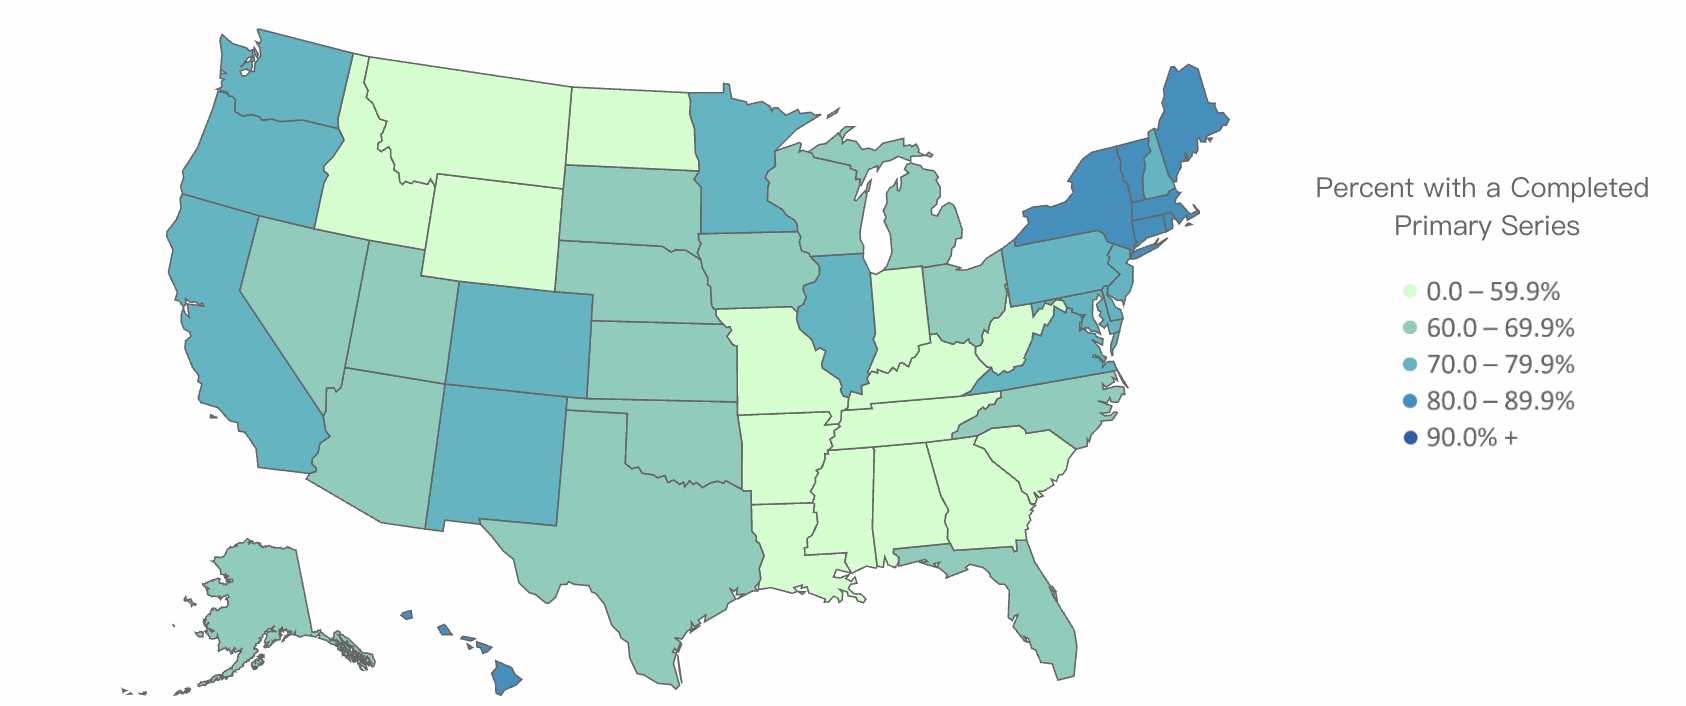 Percent with a Completed
Primary Series
0.0 – 59.9%
60.0 – 69.9%
70.0 – 79.9%
80.0 – 89.9%
90.0% +